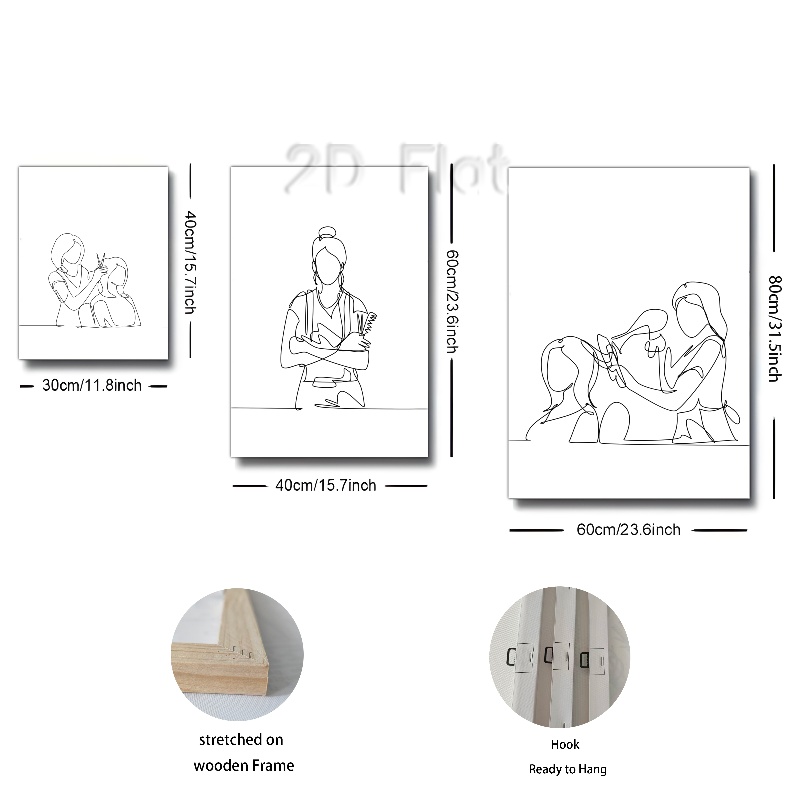 2D Flat
40cm/15.7inch
30cm/11.8inch
60cm/23.6inch
40cm/15.7inch
80cm/31.5inch
60cm/23.6inch
stretched on
wooden Frame
Hook
Ready to Hang